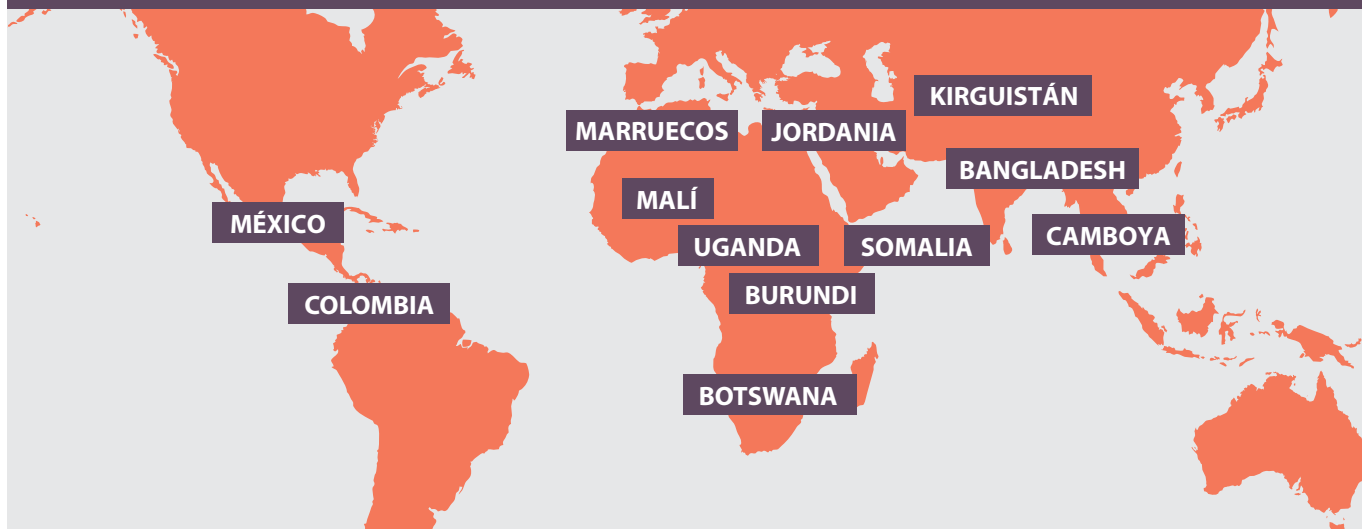 KIRGUISTÁN
MARRUECOS
JORDANIA
BANGLADESH
MALÍ
MÉXICO
UGANDA
SOMALIA
CAMBOYA
BURUNDI
COLOMBIA
BOTSWANA